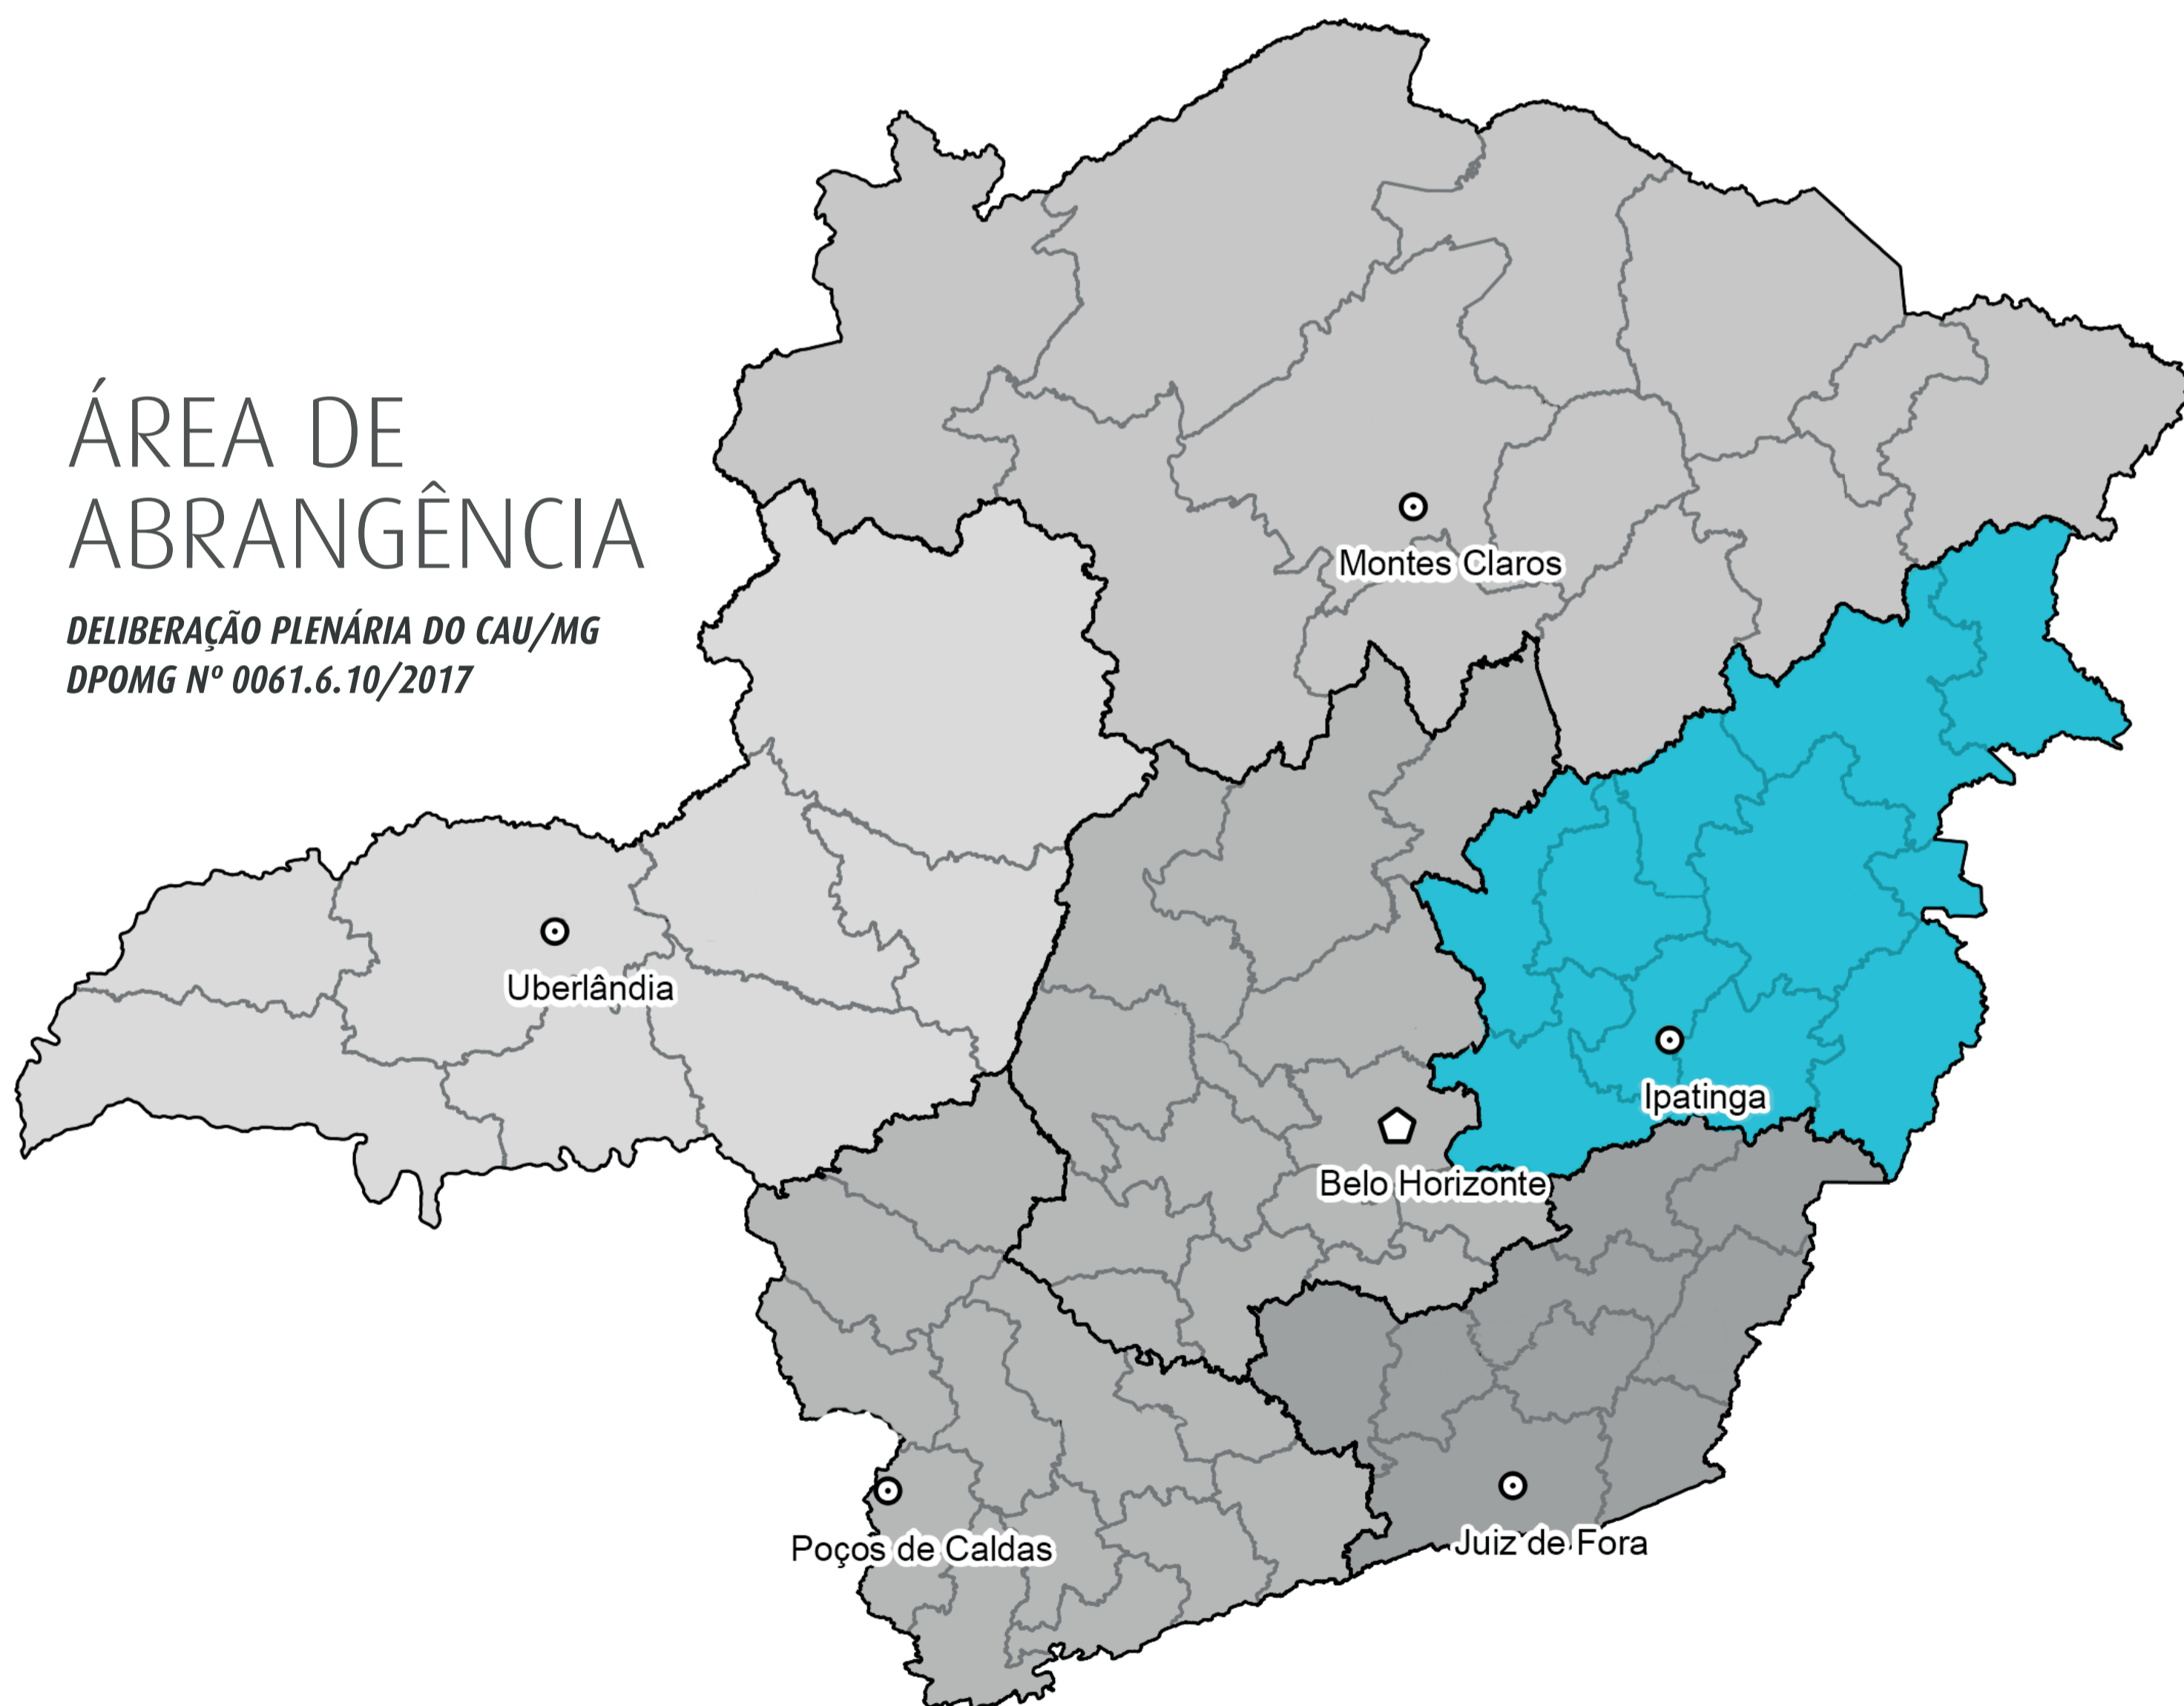 ÁREA DE
ABRANGÊNCIA
DELIBERAÇÃO PLENÁRIA DO CAU/MG
DPOMG Nº 0061.6.10/2017
Montes Claros
Uberlândia
Ipatinga
Belo Horizonte
Poços de Caldas
Juiz de Fora